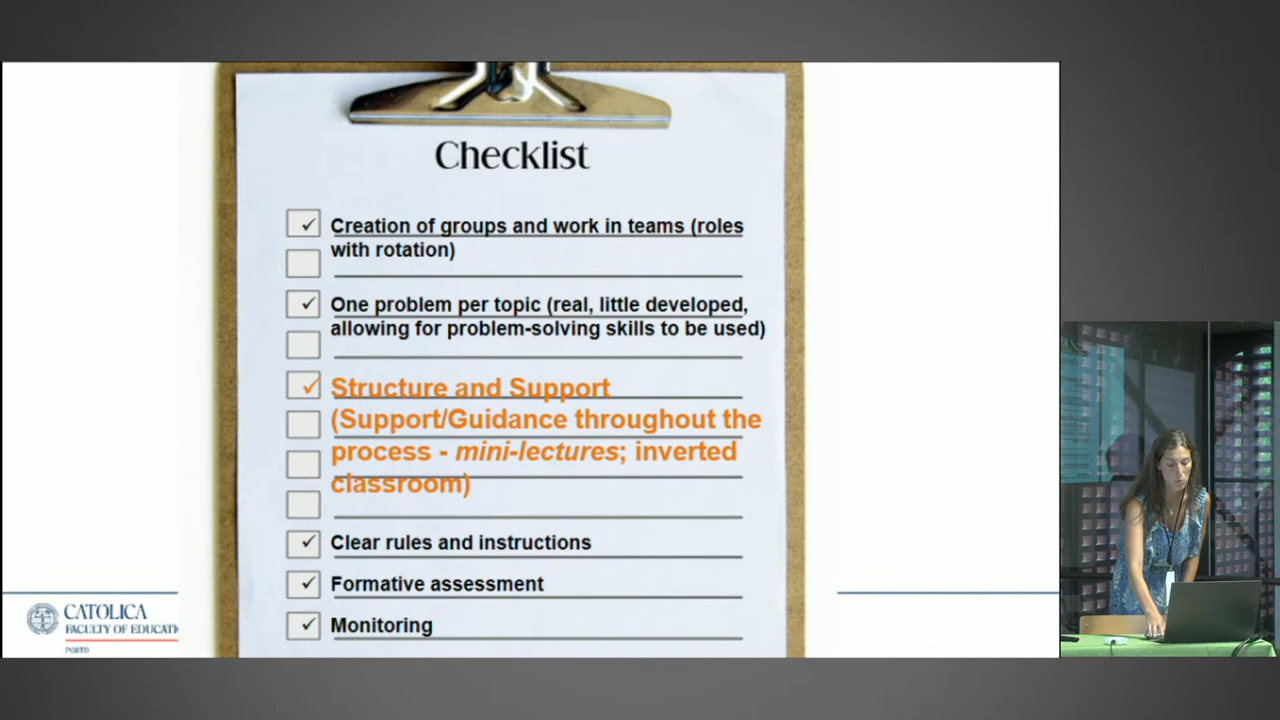 Checklist
✓ Creation of groups and work in teams (roles
with rotation)
✓ One problem per topic (real, little developed,
allowing for problem-solving skills to be used)
✓ Structure and Support
(Support/Guidance throughout the
process - mini-lectures; inverted
classroom)
✓ Clear rules and instructions
✓ Formative assessment
✓ Monitoring
CATOLICA
FACULTY OF EDUCATI
PORTO